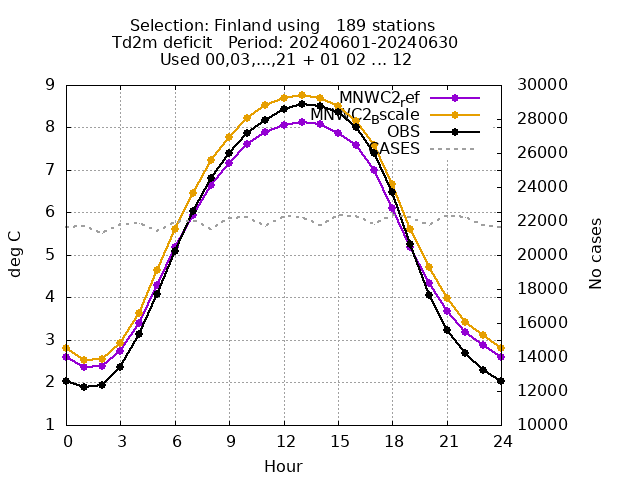 Selection: Finland using   189 stations
Td2m deficit   Period: 20240601-20240630
Used 00,03,...,21 + 01 02 ... 12
9
8
7
6
5
4
3
2
1
deg C
30000
28000
26000
24000
22000
20000
18000
16000
14000
12000
10000
No cases
MNWC2ref
MNWC2Bscale
OBS
CASES
0 3 6 9 12 15 18 21 24
Hour